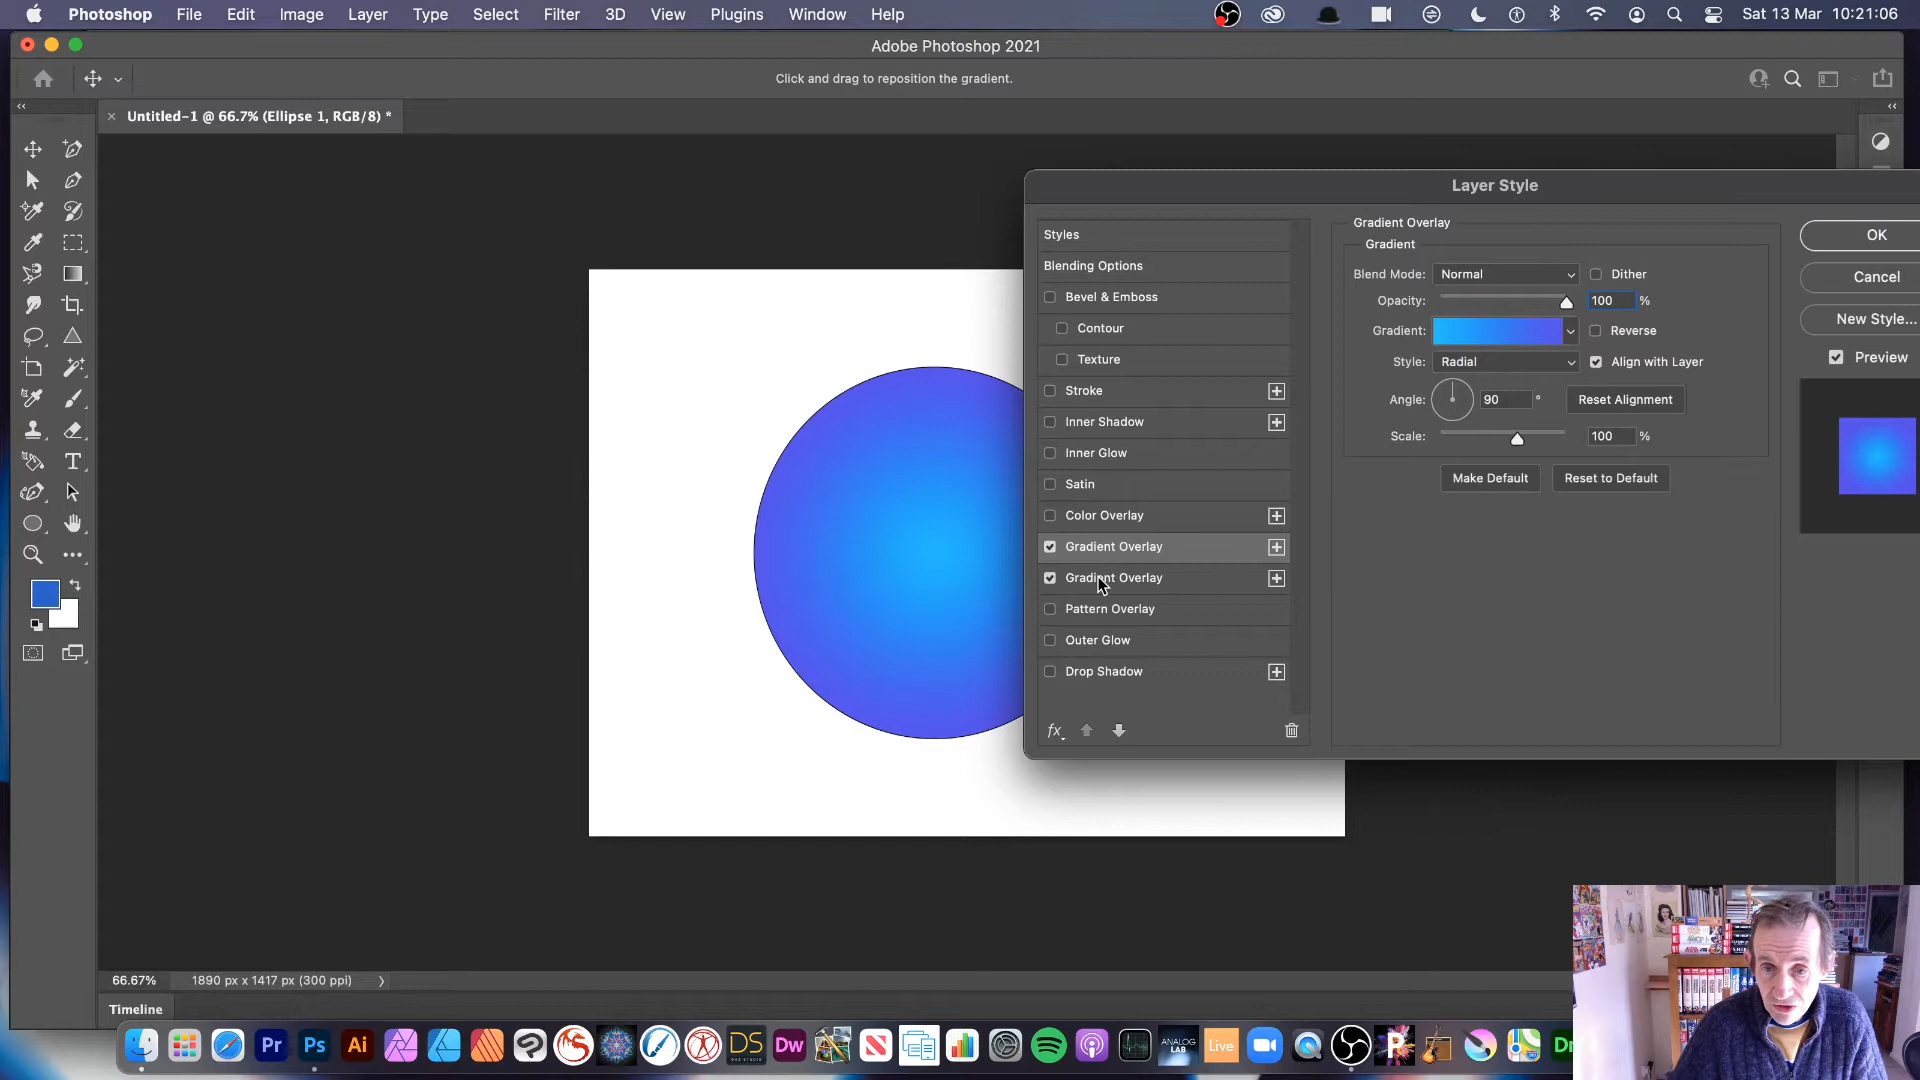 Photoshop File Edit Image Layer Type Select Filter 3D View Plugins Window Help Sat 13 Mar 10:21:06
Adobe Photoshop 2021
Click and drag to reposition the gradient.
Untitled-1 @ 66.7% (Ellipse 1, RGB/8) *
Layer Style
Styles
Blending Options
Bevel & Emboss
Contour
Texture
Stroke
Inner Shadow
Inner Glow
Satin
Color Overlay
Gradient Overlay
Gradient Overlay
Pattern Overlay
Outer Glow
Drop Shadow
fx
Gradient Overlay
Gradient
Blend Mode: Normal Dither
Opacity: 100 %
Gradient: Reverse
Style: Radial Align with Layer
Angle: 90 ° Reset Alignment
Scale: 100 %
Make Default Reset to Default
OK
Cancel
New Style...
Preview
66.67% 1890 px x 1417 px (300 ppi)
Timeline
Pr Ps Ai DS Dw ANALOG LAB Live P Dr